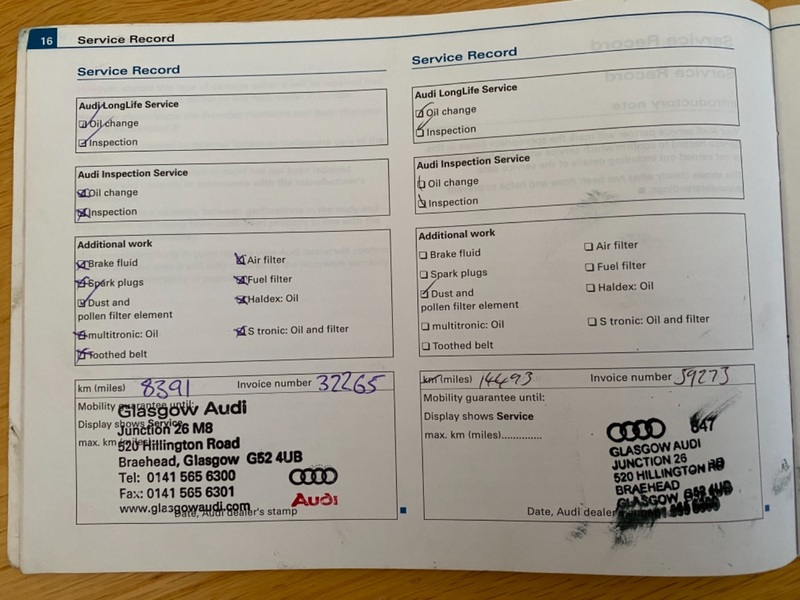 16 Service Record
Service Record
Audi LongLife Service
Oil change
Inspection
Audi Inspection Service
Oil change
Inspection
Additional work
Brake fluid
Air filter
Spark plugs
Fuel filter
Dust and
pollen filter element
Haldex: Oil
multitronic: Oil
S tronic: Oil and filter
Toothed belt
km (miles) 8391 Invoice number 32265
Mobility guarantee until:
Display shows Service
max. km (miles)
Glasgow Audi
Junction 26 M8
520 Hillington Road
Braehead, Glasgow G52 4UB
Tel: 0141 565 6300
Fax: 0141 565 6301
www.glasgowaudi.com
Audi
Date, Audi dealer's stamp
Service Record
Audi LongLife Service
Oil change
Inspection
Audi Inspection Service
Oil change
Inspection
Additional work
Brake fluid
Air filter
Spark plugs
Fuel filter
Dust and
pollen filter element
Haldex: Oil
multitronic: Oil
S tronic: Oil and filter
Toothed belt
km (miles) 14493 Invoice number 39273
Mobility guarantee until:
Display shows Service
max. km (miles)..............
847
GLASGOW AUDI
JUNCTION 26
520 HILLINGTON RD
BRAEHEAD
GLASGOW G52 4UB
Date, Audi dealer